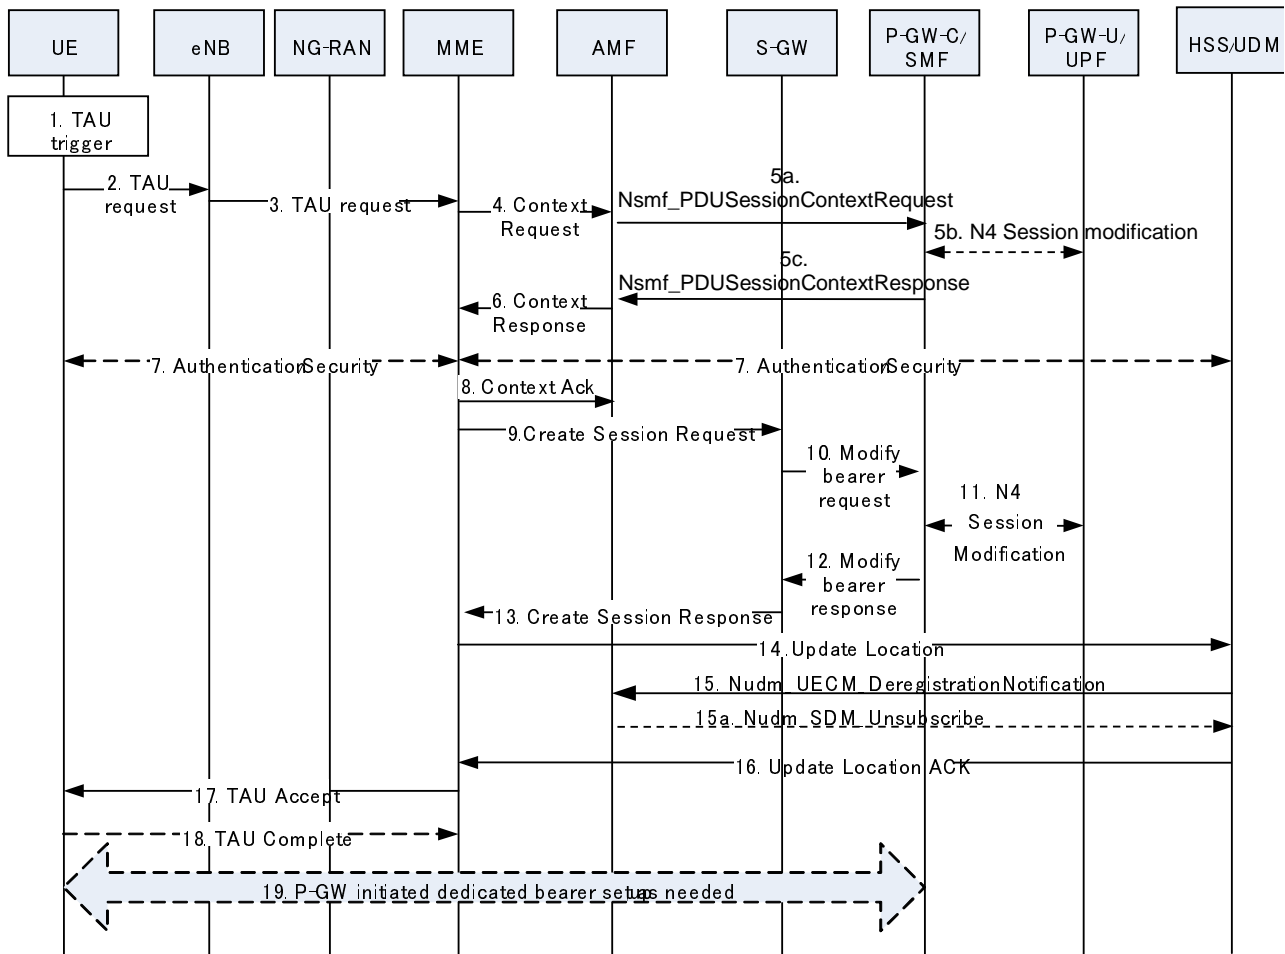 UE
eNB
NG-RAN
MME
AMF
S-GW
P-GW-C/
SMF
P-GW-U/
UPF
HSS/UDM
1. TAU
trigger
2. TAU
request
3. TAU request
4. Context
Request
5a.
Nsmf_PDUSessionContextRequest
5b. N4 Session modification
5c.
Nsmf_PDUSessionContextResponse
6. Context
Response
7. Authentication/Security
7. Authentication/Security
8. Context Ack
9.Create Session Request
10. Modify
bearer
request
11. N4
Session
Modification
12. Modify
bearer
response
13. Create Session Response
14.Update Location
15. Nudm_UECM_DeregistrationNotification
15a. Nudm_SDM_Unsubscribe
16. Update Location ACK
17. TAU Accept
18. TAU Complete
19. P-GW initiated dedicated bearer setup as needed